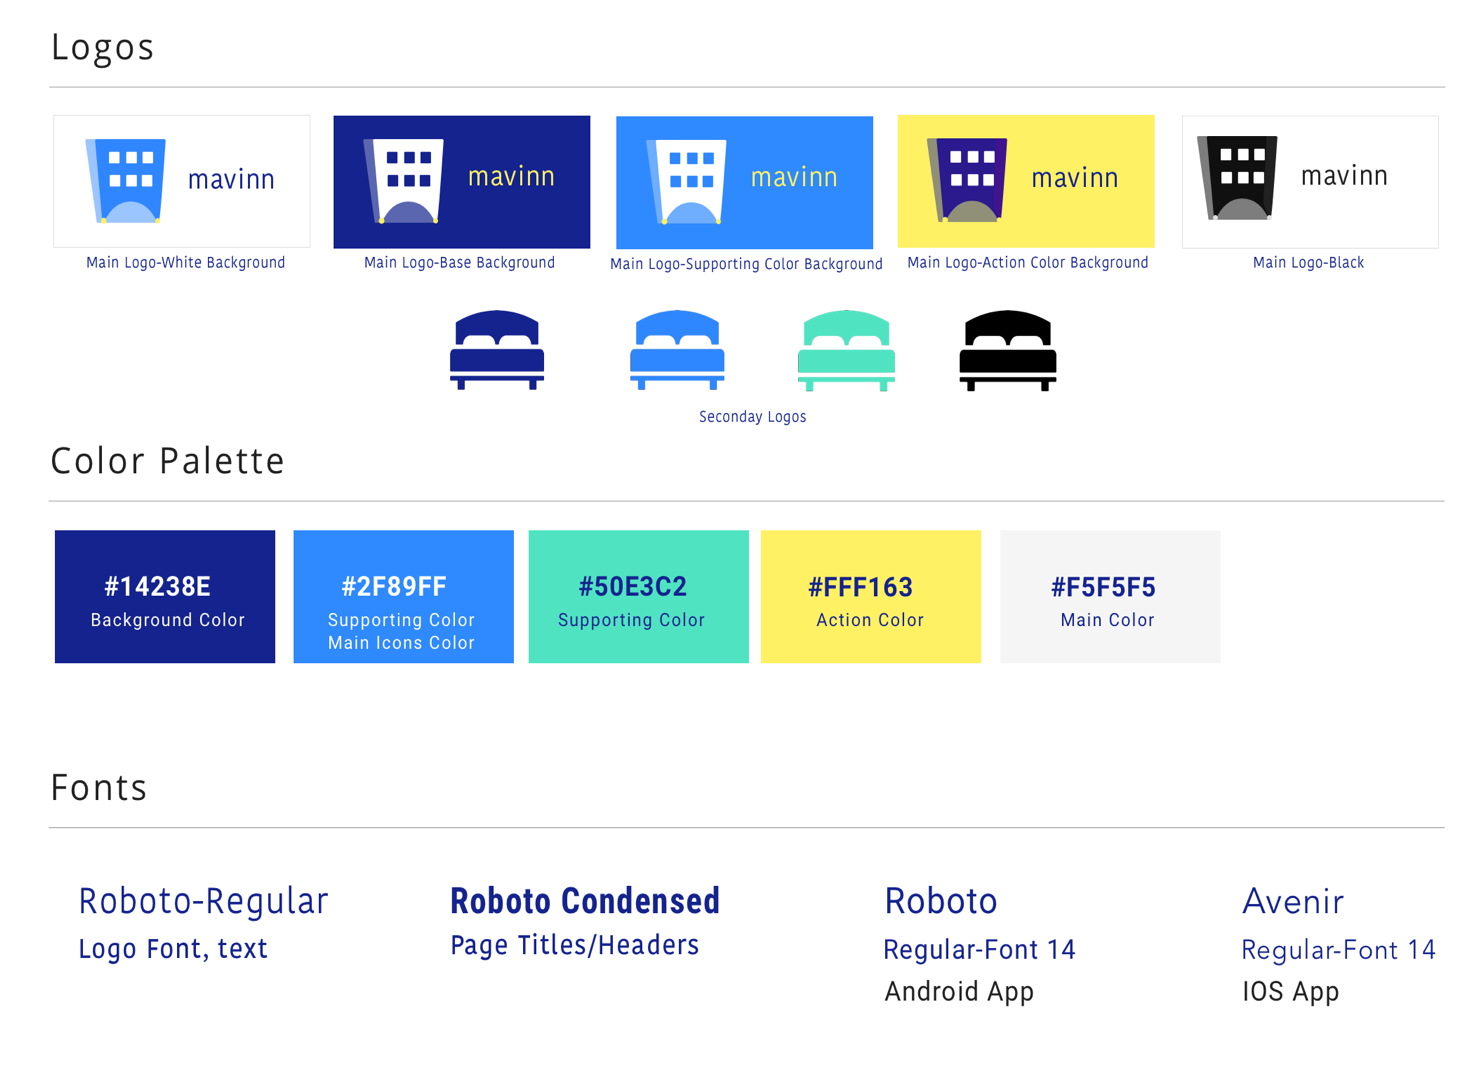 Logos
mavinn
mavinn
mavinn
mavinn
mavinn
Main Logo-White Background
Main Logo-Base Background
Main Logo-Supporting Color Background
Main Logo-Action Color Background
Main Logo-Black
Seconday Logos
Color Palette
#14238E
Background Color
#2F89FF
Supporting Color
Main Icons Color
#50E3C2
Supporting Color
#FFF163
Action Color
#F5F5F5
Main Color
Fonts
Roboto-Regular
Logo Font, text
Roboto Condensed
Page Titles/Headers
Roboto
Regular-Font 14
Android App
Avenir
Regular-Font 14
IOS App